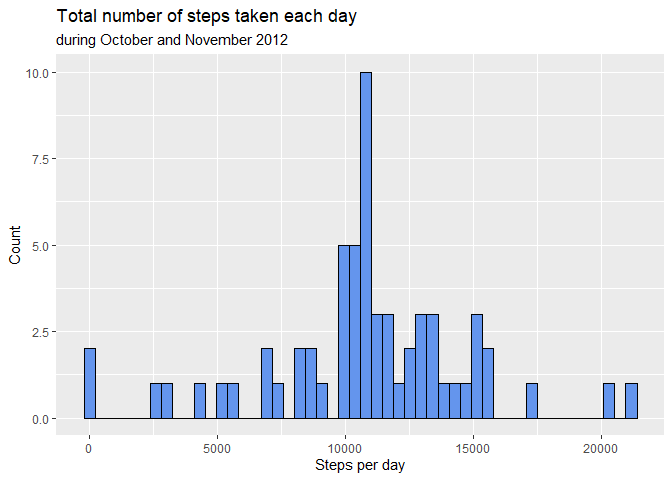 Total number of steps taken each day
during October and November 2012
10.0
7.5
5.0
2.5
0.0
Count
0 5000 10000 15000 20000
Steps per day